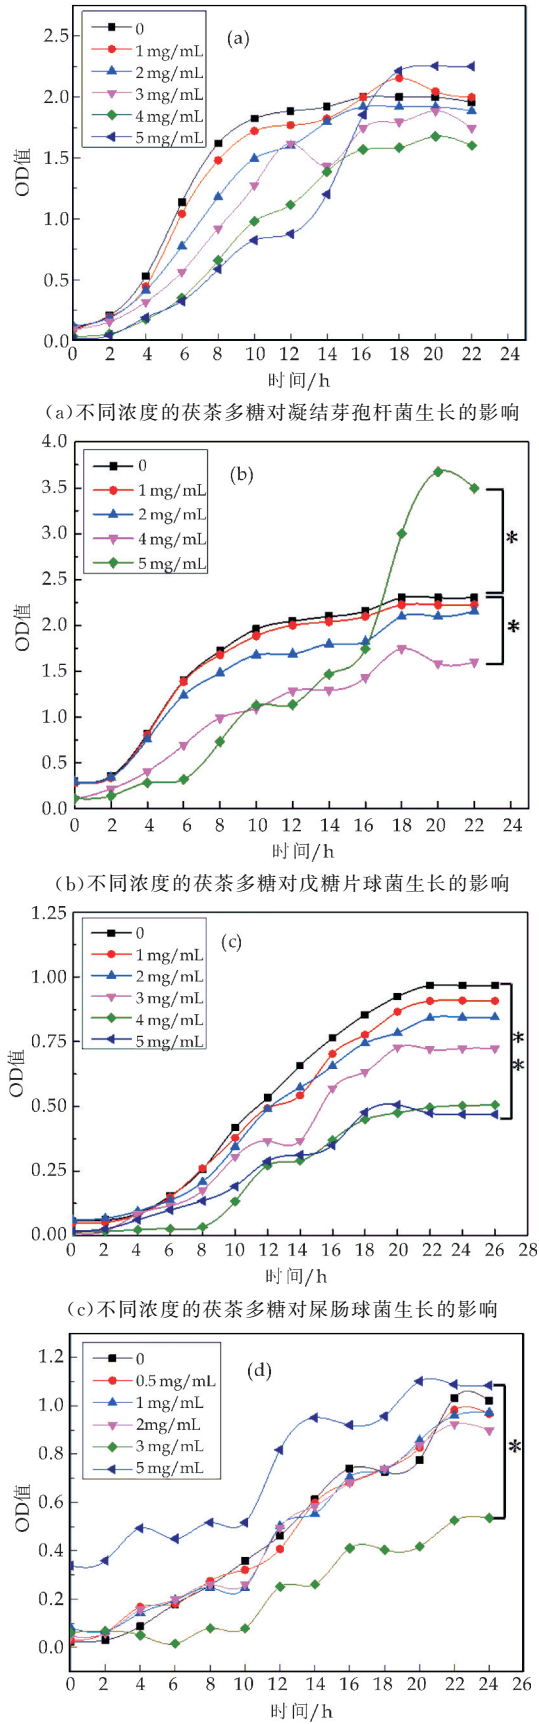 (a)
0
1 mg/mL
2 mg/mL
3 mg/mL
4 mg/mL
5 mg/mL
2.5
2.0
1.5
1.0
0.5
0.0
OD值
0 2 4 6 8 10 12 14 16 18 20 22 24
时间/h
(a)不同浓度的茯茶多糖对凝结芽孢杆菌生长的影响
(b)
0
1 mg/mL
2 mg/mL
4 mg/mL
5 mg/mL
4.0
3.5
3.0
2.5
2.0
1.5
1.0
0.5
0.0
OD值
*
*
0 2 4 6 8 10 12 14 16 18 20 22 24
时间/h
(b)不同浓度的茯茶多糖对戊糖片球菌生长的影响
(c)
0
1 mg/mL
2 mg/mL
3 mg/mL
4 mg/mL
5 mg/mL
1.25
1.00
0.75
0.50
0.25
0.00
OD值
*
*
0 2 4 6 8 10 12 14 16 18 20 22 24 26 28
时间/h
(c)不同浓度的茯茶多糖对屎肠球菌生长的影响
(d)
0
0.5 mg/mL
1 mg/mL
2mg/mL
3 mg/mL
5 mg/mL
1.2
1.0
0.8
0.6
0.4
0.2
0.0
OD值
*
0 2 4 6 8 10 12 14 16 18 20 22 24 26
时间/h